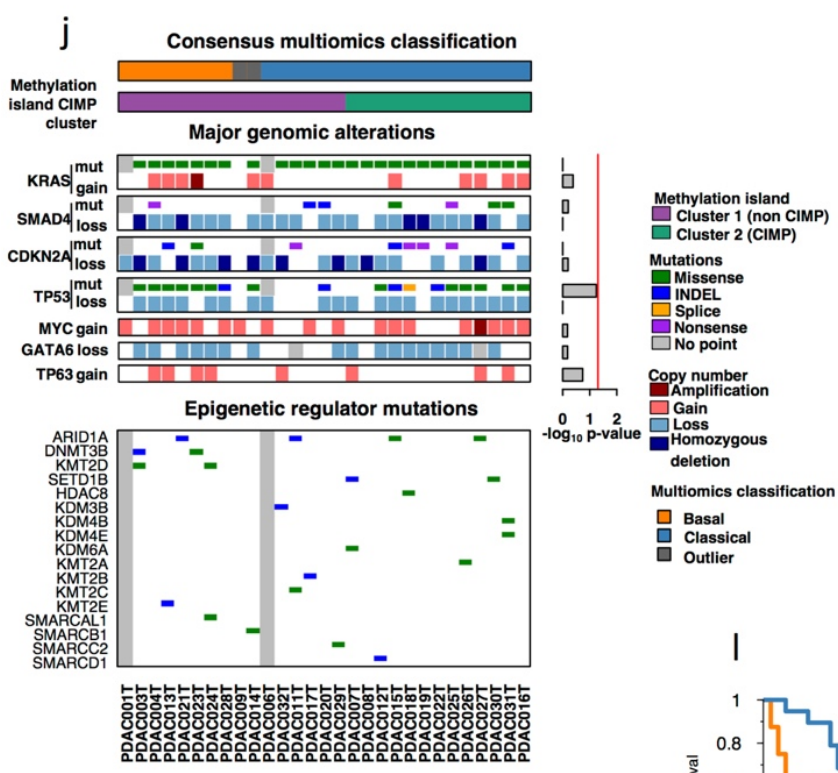 j
Consensus multiomics classification
Methylation
island CIMP
cluster
Major genomic alterations
KRAS
mut
gain
SMAD4
mut
loss
CDKN2A
mut
loss
TP53
mut
loss
MYC gain
GATA6 loss
TP63 gain
0 1 2
-log10 p-value
Methylation island
Cluster 1 (non CIMP)
Cluster 2 (CIMP)
Mutations
Missense
INDEL
Splice
Nonsense
No point
Copy number
Amplification
Gain
Loss
Homozygous
deletion
Multiomics classification
Basal
Classical
Outlier
Epigenetic regulator mutations
ARID1A
DNMT3B
KMT2D
SETD1B
HDAC8
KDM3B
KDM4B
KDM4E
KDM6A
KMT2A
KMT2B
KMT2C
KMT2E
SMARCAL1
SMARCB1
SMARCC2
SMARCD1
PDAC001T
PDAC003T
PDAC004T
PDAC013T
PDAC021T
PDAC023T
PDAC024T
PDAC028T
PDAC009T
PDAC014T
PDAC006T
PDAC032T
PDAC011T
PDAC017T
PDAC020T
PDAC029T
PDAC007T
PDAC008T
PDAC012T
PDAC015T
PDAC018T
PDAC019T
PDAC022T
PDAC025T
PDAC026T
PDAC027T
PDAC030T
PDAC031T
PDAC016T
l
1
0.8
val